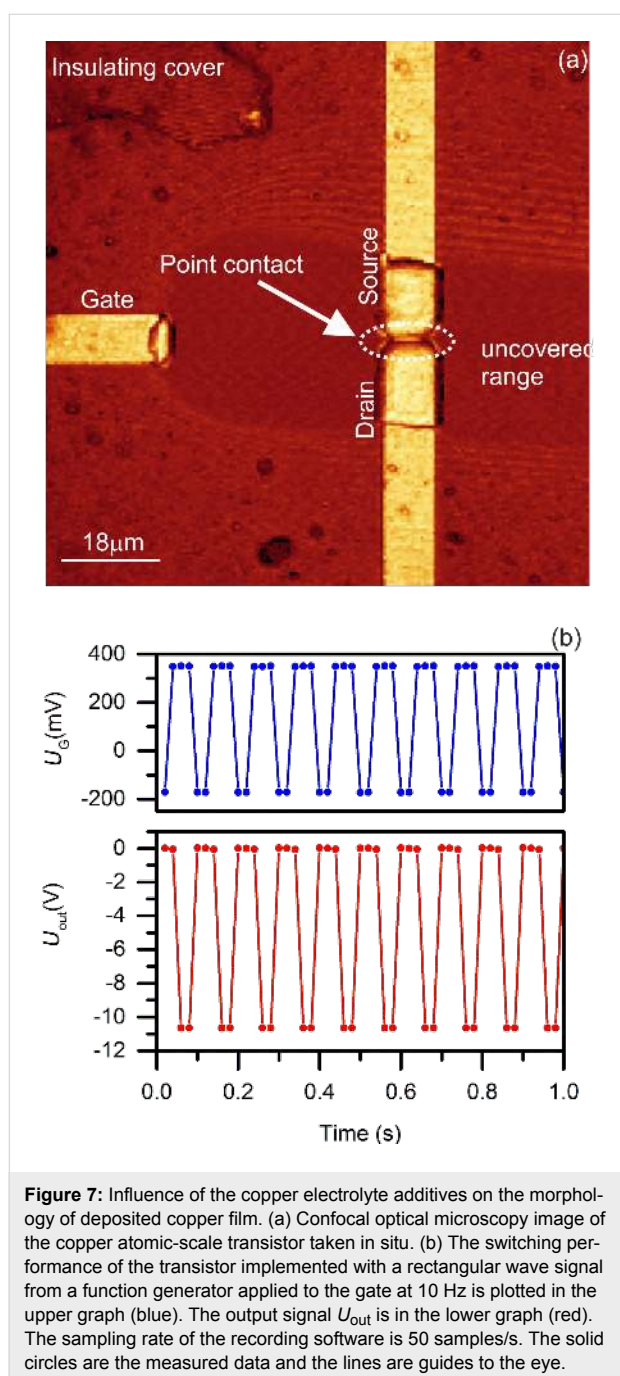 Insulating cover
(a)
Source
Point contact
Gate
uncovered
range
Drain
18μm
(b)
400
200
0
-200
U_G(mV)
0
-2
-4
-6
-8
-10
-12
U_out(V)
0.0 0.2 0.4 0.6 0.8 1.0
Time (s)
Figure 7: Influence of the copper electrolyte additives on the morphol-
ogy of deposited copper film. (a) Confocal optical microscopy image of
the copper atomic-scale transistor taken in situ. (b) The switching per-
formance of the transistor implemented with a rectangular wave signal
from a function generator applied to the gate at 10 Hz is plotted in the
upper graph (blue). The output signal U_out is in the lower graph (red).
The sampling rate of the recording software is 50 samples/s. The solid
circles are the measured data and the lines are guides to the eye.